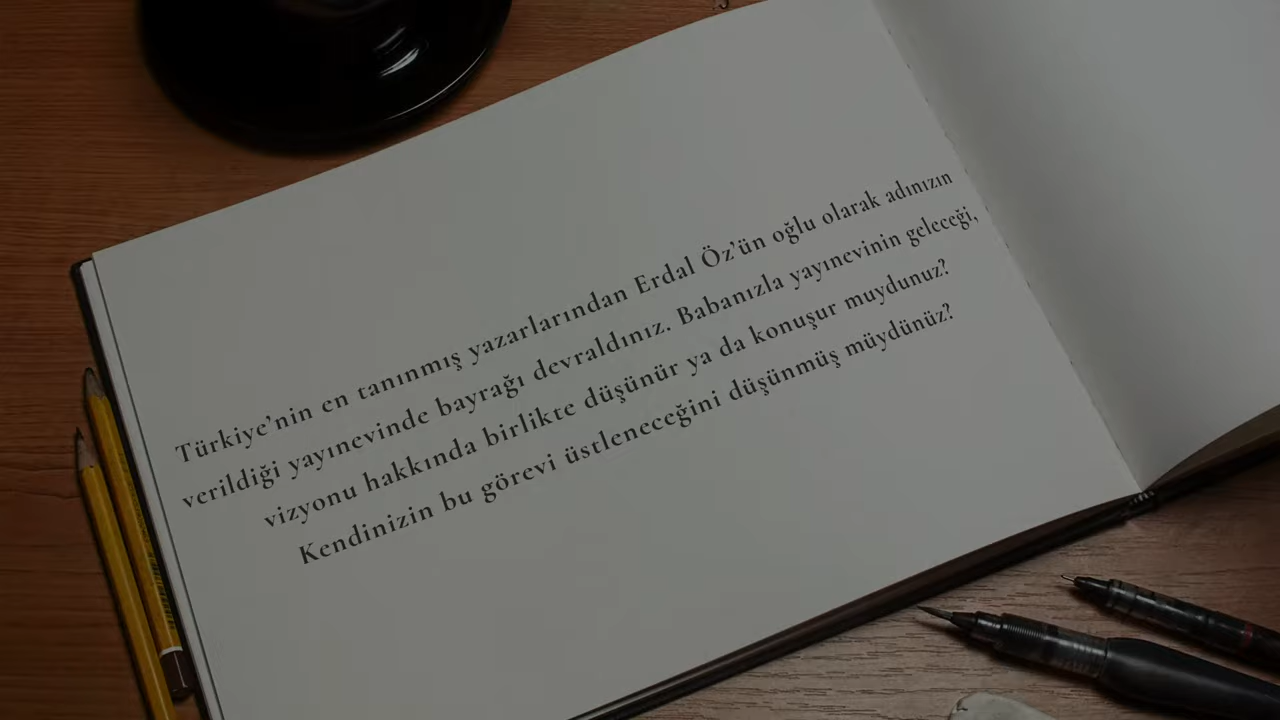 Türkiye’nin en tanınmış yazarlarından Erdal Öz’ün oğlu olarak adınızın
verildiği yayınevinde bayrağı devraldınız. Babanızla yayınevinin geleceği,
vizyonu hakkında birlikte düşünür ya da konuşur muydunuz?
Kendinizin bu görevi üstleneceğini düşünmüş müydünüz?